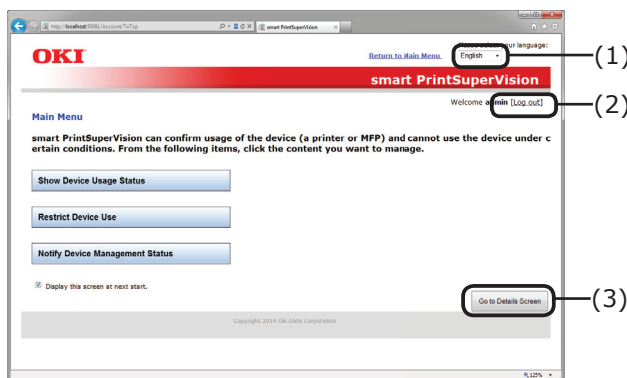 http://localhost:5001/Account/ToTop
smart PrintSuperVision
OKI
Please select your language:
Return to Main Menu
English
(1)
smart PrintSuperVision
Welcome admin [Log out]
(2)
Main Menu
smart PrintSuperVision can confirm usage of the device (a printer or MFP) and cannot use the device under c
ertain conditions. From the following items, click the content you want to manage.
Show Device Usage Status
Restrict Device Use
Notify Device Management Status
Display this screen at next start.
Go to Details Screen
(3)
Copyright 2014 Oki Data Corporation
125%